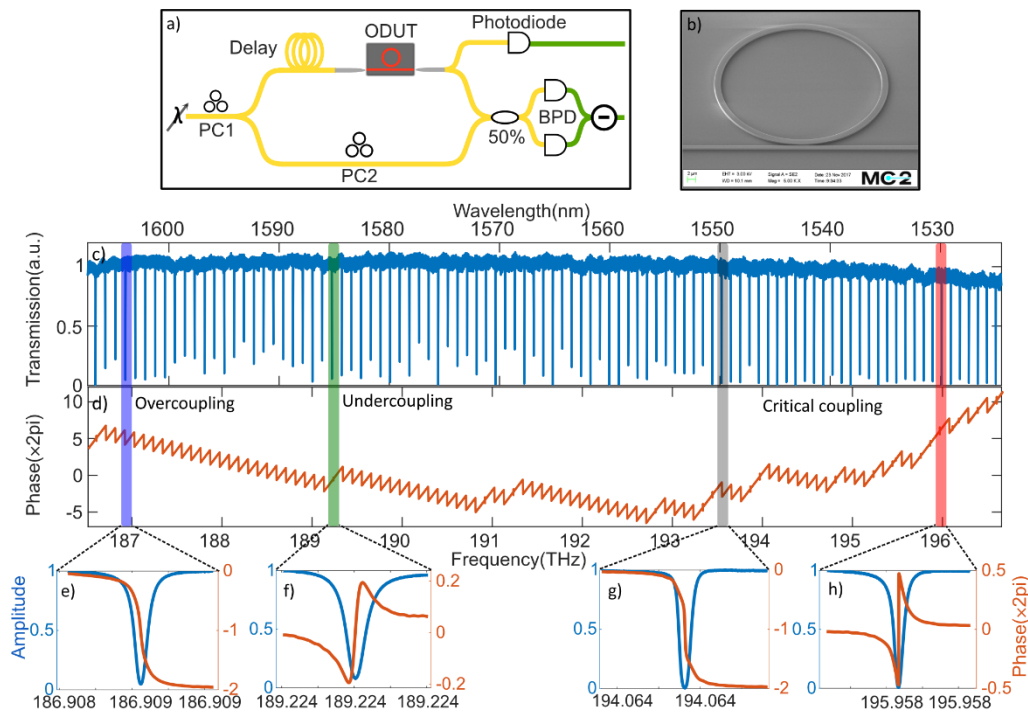 a)
Delay
ODUT
Photodiode
λ
PC1
PC2
50%
BPD
b)
MC2
Wavelength(nm)
1600 1590 1580 1570 1560 1550 1540 1530
c)
Transmission(a.u.)
1
0.5
0
d)
Overcoupling
Undercoupling
Critical coupling
Phase(×2pi)
10
5
0
-5
187 188 189 190 191 192 193 194 195 196
Frequency(THz)
e)
Amplitude
1
0.5
0
0
-1
-2
186.908 186.909 186.909
f)
1
0.5
0
0.2
0
-0.2
189.224 189.224 189.224
g)
1
0.5
0
0
-1
-2
194.064 194.064
h)
1
0.5
0
0.5
0
-0.5
Phase(×2pi)
195.958 195.958